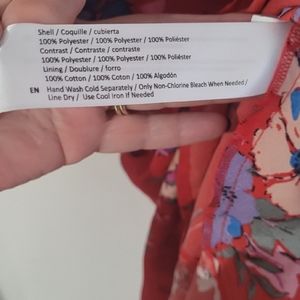 Shell / Coquille / cubierta
100% Polyester / 100% Polyester / 100% Poliéster
Contrast / Contraste / contraste
100% Polyester / 100% Polyester / 100% Poliéster
Lining / Doublure / forro
100% Cotton / 100% Coton / 100% Algodón
EN Hand Wash Cold Separately / Only Non-Chlorine Bleach When Needed /
Line Dry / Use Cool Iron if Needed